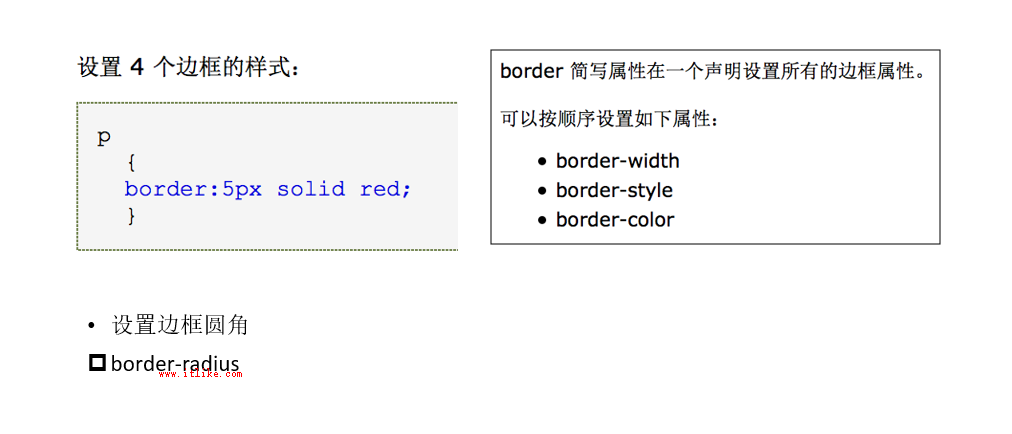 设置 4 个边框的样式：
p
{
border:5px solid red;
}
border 简写属性在一个声明设置所有的边框属性。
可以按顺序设置如下属性：
• border-width
• border-style
• border-color
• 设置边框圆角
border-radius
www.itlike.com